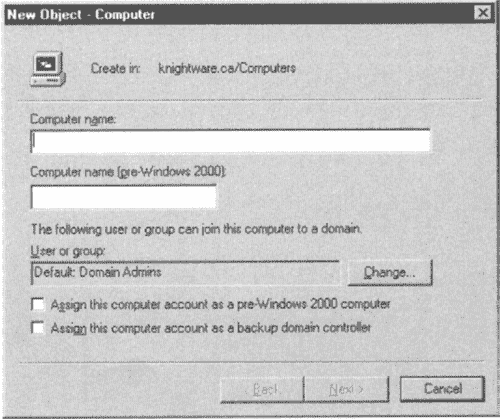 New Object - Computer
Create in: knightware.ca/Computers
Computer name:
Computer name (pre-Windows 2000):
The following user or group can join this computer to a domain.
User or group:
Default: Domain Admins
Change...
Assign this computer account as a pre-Windows 2000 computer
Assign this computer account as a backup domain controller
< Back Next > Cancel